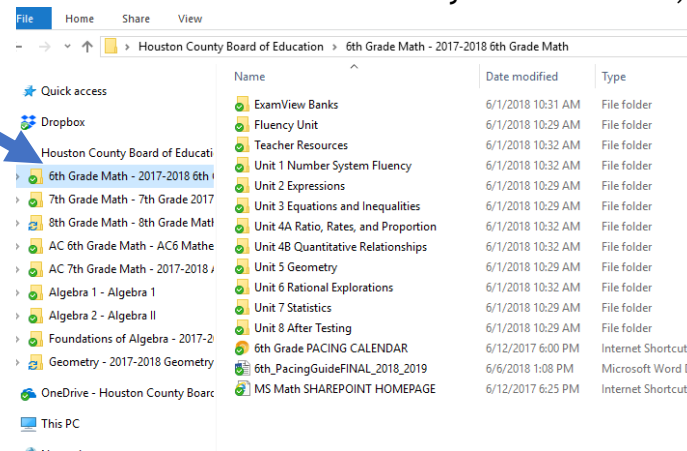 File Home Share View
Houston County Board of Education › 6th Grade Math - 2017-2018 6th Grade Math
Name Date modified Type
Quick access
Dropbox
Houston County Board of Educati
6th Grade Math - 2017-2018 6th
7th Grade Math - 7th Grade 2017
8th Grade Math - 8th Grade Math
AC 6th Grade Math - AC6 Mathe
AC 7th Grade Math - 2017-2018
Algebra 1 - Algebra 1
Algebra 2 - Algebra II
Foundations of Algebra - 2017-2
Geometry - 2017-2018 Geometry
OneDrive - Houston County Board
This PC
ExamView Banks 6/1/2018 10:31 AM File folder
Fluency Unit 6/1/2018 10:29 AM File folder
Teacher Resources 6/1/2018 10:32 AM File folder
Unit 1 Number System Fluency 6/1/2018 10:32 AM File folder
Unit 2 Expressions 6/1/2018 10:29 AM File folder
Unit 3 Equations and Inequalities 6/1/2018 10:29 AM File folder
Unit 4A Ratio, Rates, and Proportion 6/1/2018 10:32 AM File folder
Unit 4B Quantitative Relationships 6/1/2018 10:32 AM File folder
Unit 5 Geometry 6/1/2018 10:29 AM File folder
Unit 6 Rational Explorations 6/1/2018 10:32 AM File folder
Unit 7 Statistics 6/1/2018 10:29 AM File folder
Unit 8 After Testing 6/1/2018 10:29 AM File folder
6th Grade PACING CALENDAR 6/12/2017 6:00 PM Internet Shortcut
6th_PacingGuideFINAL_2018_2019 6/6/2018 1:08 PM Microsoft Word D
MS Math SHAREPOINT HOMEPAGE 6/12/2017 6:25 PM Internet Shortcut